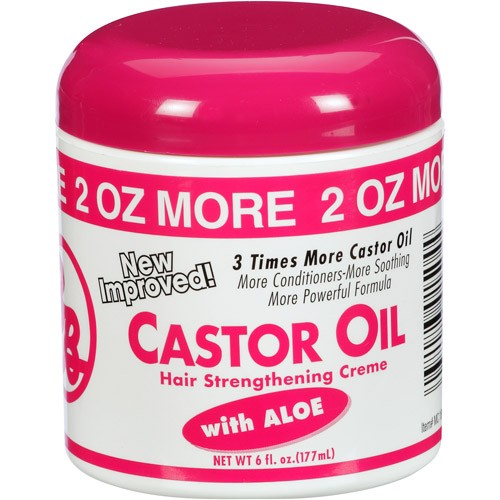 2 OZ MORE 2 OZ MO
New
Improved!
3 Times More Castor Oil
More Conditioners-More Soothing
More Powerful Formula
CASTOR OIL
Hair Strengthening Creme
with ALOE
NET WT 6 fl. oz. (177mL)
Item#